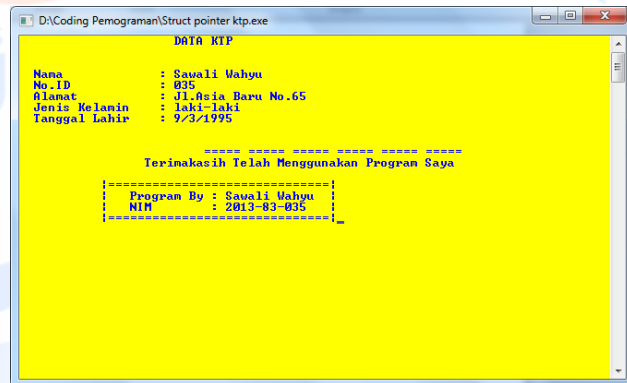 D:\Coding Pemograman\Struct pointer ktp.exe
DATA KTP
Nama : Sawali Wahyu
No.ID : 035
Alamat : Jl.Asia Baru No.65
Jenis Kelamin : laki-laki
Tanggal Lahir : 9/3/1995
===== ===== ===== ===== ===== =====
Terimakasih Telah Menggunakan Program Saya
|==============================|
| Program By : Sawali Wahyu |
| NIM : 2013-83-035 |
|==============================|_